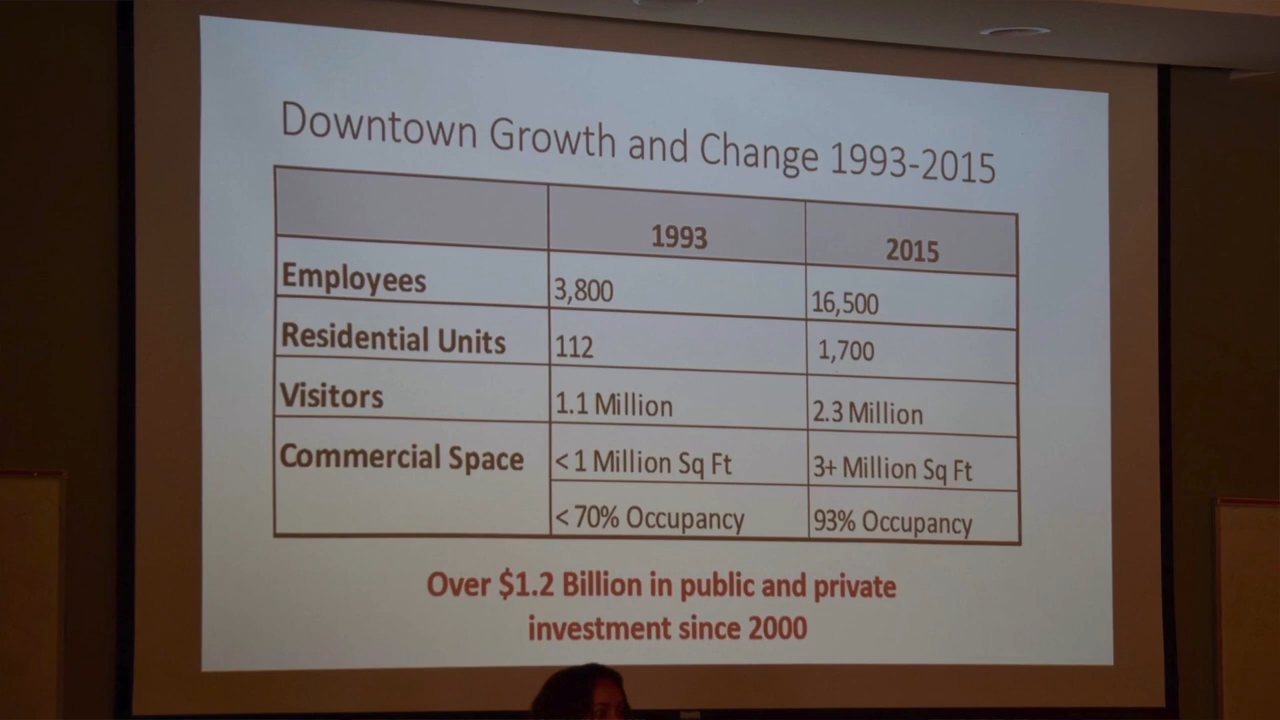 Downtown Growth and Change 1993-2015
1993 2015
Employees 3,800 16,500
Residential Units 112 1,700
Visitors 1.1 Million 2.3 Million
Commercial Space < 1 Million Sq Ft 3+ Million Sq Ft
< 70% Occupancy 93% Occupancy
Over $1.2 Billion in public and private
investment since 2000